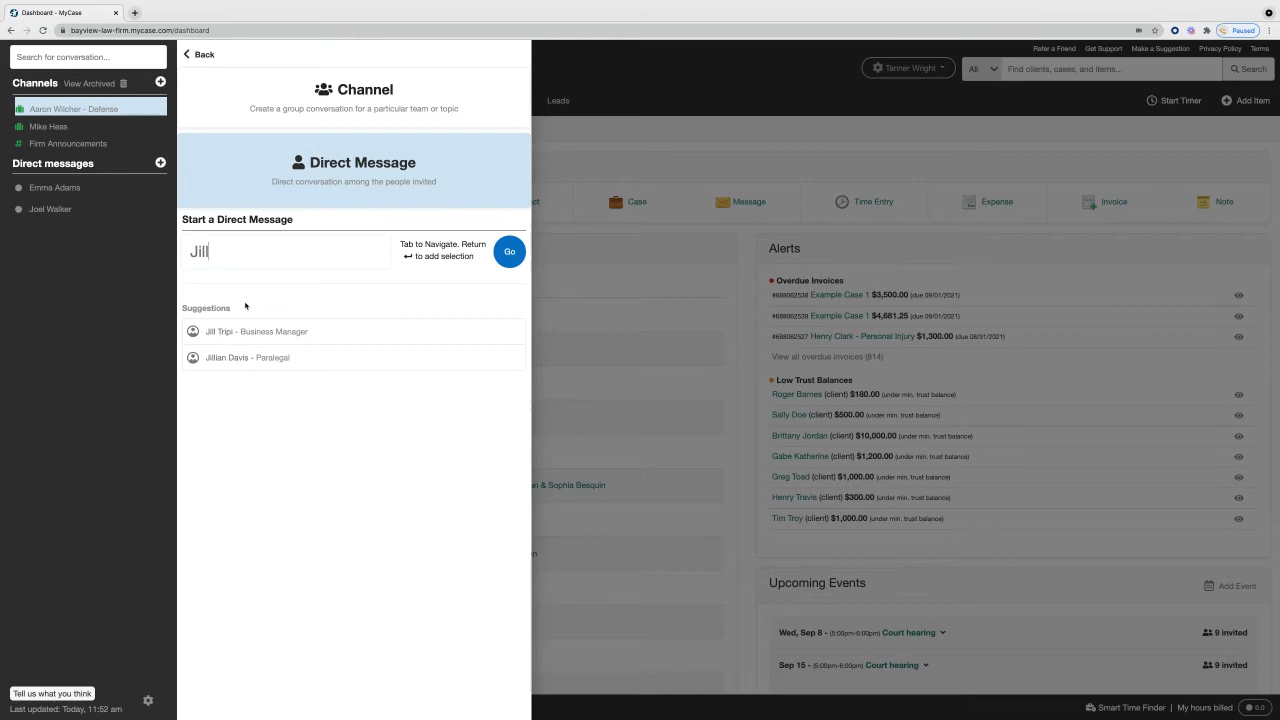 Dashboard - MyCase
bayview-law-firm.mycase.com/dashboard
Paused
Search for conversation...
Channels View Archived
Aaron Wilcher - Defense
Mike Hess
# Firm Announcements
Direct messages
Emma Adams
Joel Walker
Tell us what you think
Last updated: Today, 11:52 am
Back
Channel
Create a group conversation for a particular team or topic
Direct Message
Direct conversation among the people invited
Start a Direct Message
Jill
Tab to Navigate. Return
↵ to add selection
Go
Suggestions
Jill Tripi - Business Manager
Jillian Davis - Paralegal
Refer a Friend Get Support Make a Suggestion Privacy Policy Terms
Tanner Wright
All
Find clients, cases, and items...
Search
Leads
Start Timer
Add Item
ct
Case
Message
Time Entry
Expense
Invoice
Note
& Sophia Besquin
Alerts
Overdue Invoices
#688062538 Example Case 1 $3,500.00 (due 09/01/2021)
#688062539 Example Case 1 $4,681.25 (due 09/01/2021)
#688062527 Henry Clark - Personal Injury $1,300.00 (due 08/31/2021)
View all overdue invoices (814)
Low Trust Balances
Roger Barnes (client) $180.00 (under min. trust balance)
Sally Doe (client) $500.00 (under min. trust balance)
Brittany Jordan (client) $10,000.00 (under min. trust balance)
Gabe Katherine (client) $1,200.00 (under min. trust balance)
Greg Toad (client) $1,000.00 (under min. trust balance)
Henry Travis (client) $300.00 (under min. trust balance)
Tim Troy (client) $1,000.00 (under min. trust balance)
Upcoming Events
Add Event
Wed, Sep 8 - (5:00pm-6:00pm) Court hearing
9 invited
Sep 15 - (5:00pm-6:00pm) Court hearing
9 invited
Smart Time Finder | My hours billed 0.0